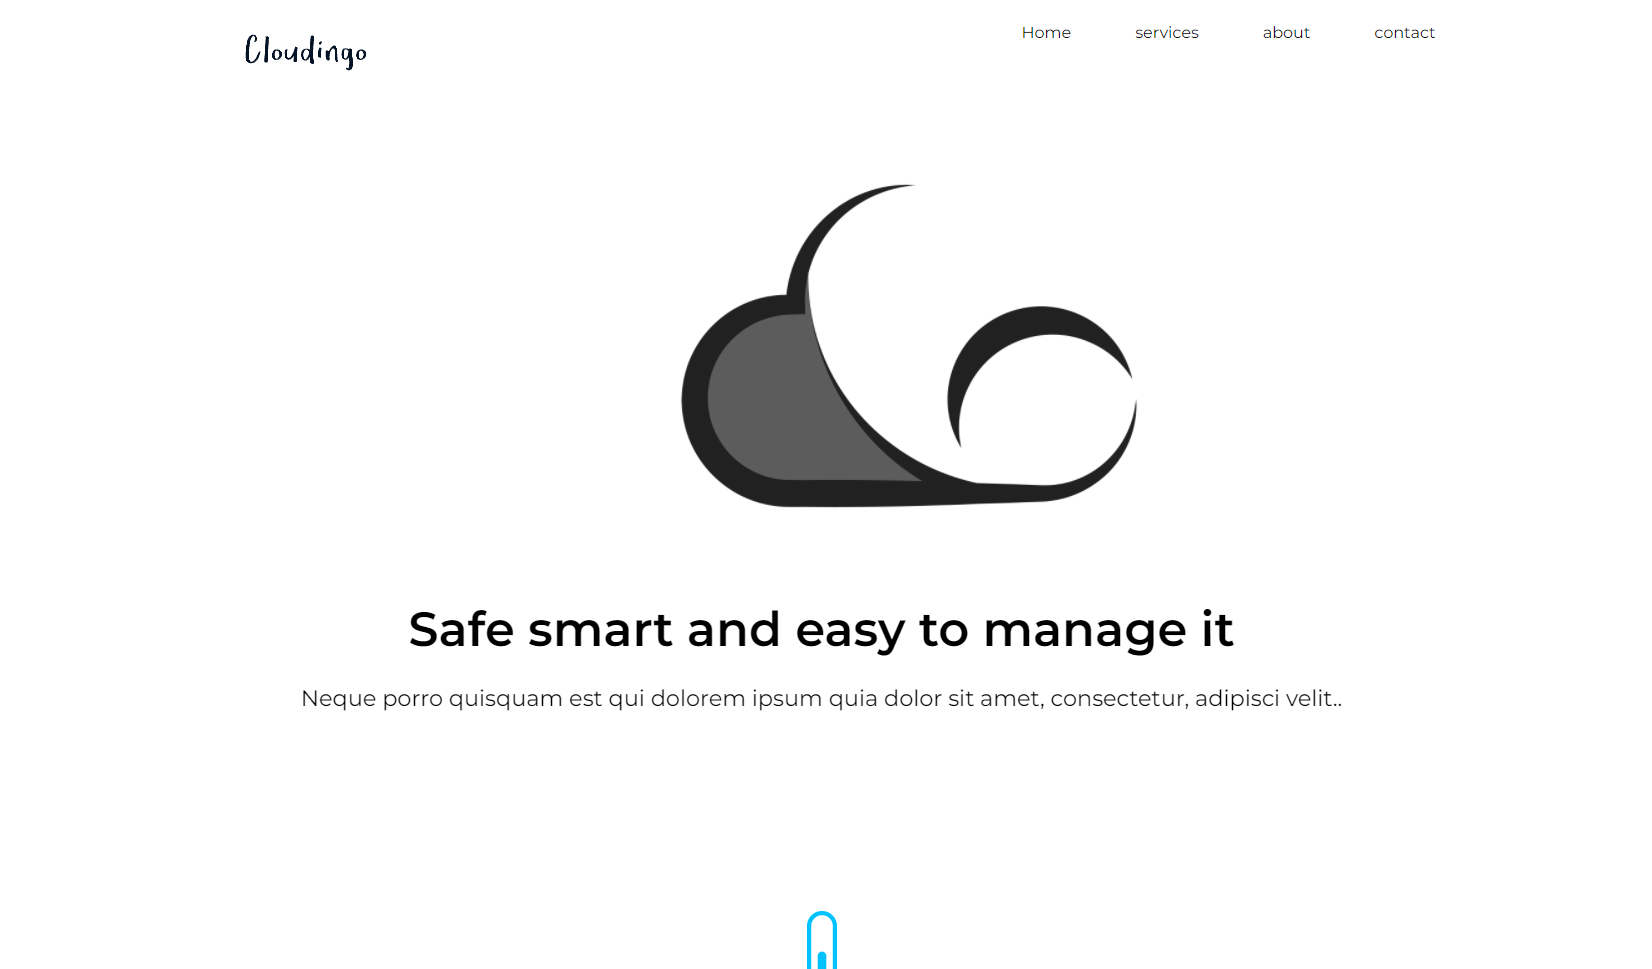 Cloudingo
Home services about contact
Safe smart and easy to manage it
Neque porro quisquam est qui dolorem ipsum quia dolor sit amet, consectetur, adipisci velit..